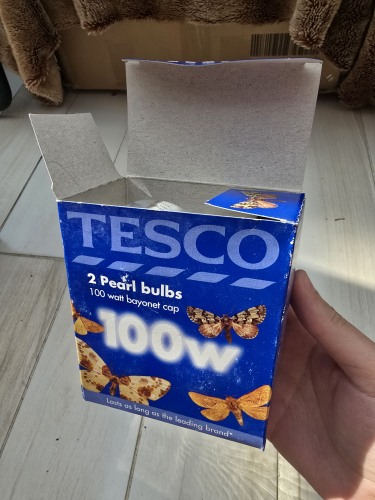 TESCO
2 Pearl bulbs
100 watt bayonet cap
100w
Lasts as long as the leading brand*